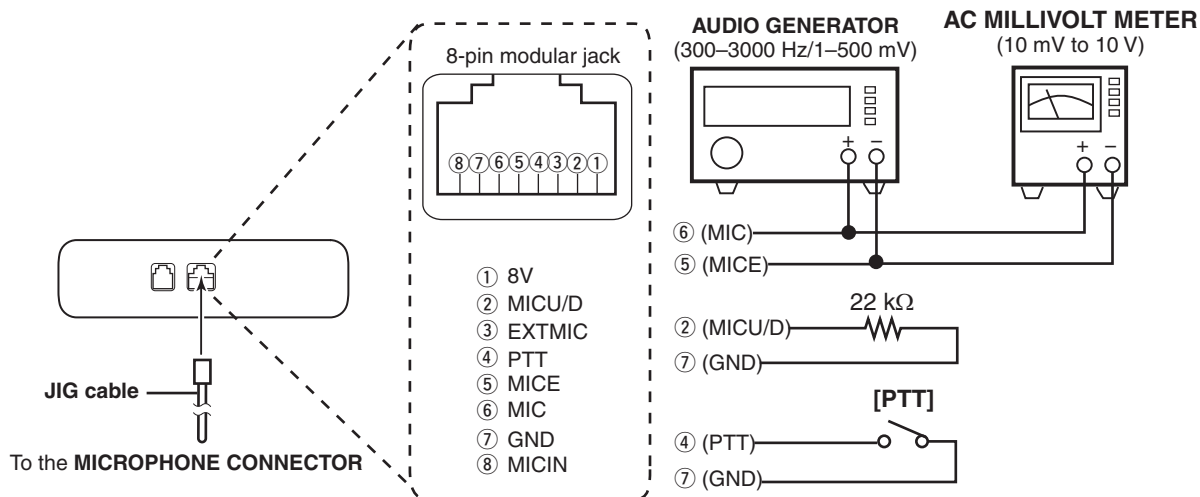 8-pin modular jack
⑧⑦⑥⑤④③②①
① 8V
② MICU/D
③ EXTMIC
④ PTT
⑤ MICE
⑥ MIC
⑦ GND
⑧ MICIN
JIG cable
To the MICROPHONE CONNECTOR
AUDIO GENERATOR
(300–3000 Hz/1–500 mV)
+ −
AC MILLIVOLT METER
(10 mV to 10 V)
+ −
⑥ (MIC)
⑤ (MICE)
22 kΩ
② (MICU/D)
⑦ (GND)
[PTT]
④ (PTT)
⑦ (GND)